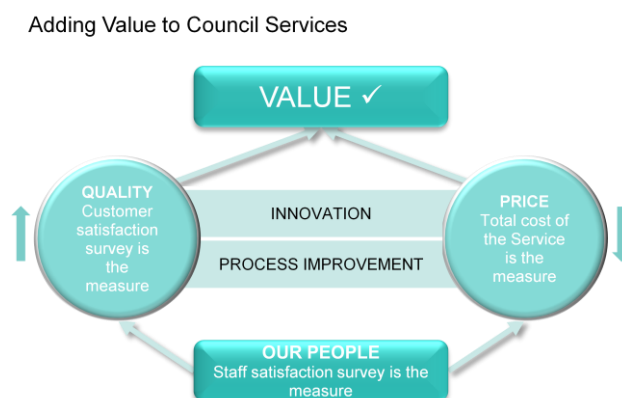 Adding Value to Council Services
VALUE ✓
QUALITY
Customer
satisfaction
survey is
the
measure
INNOVATION
PROCESS IMPROVEMENT
PRICE
Total cost of
the Service
is the
measure
OUR PEOPLE
Staff satisfaction survey is the
measure